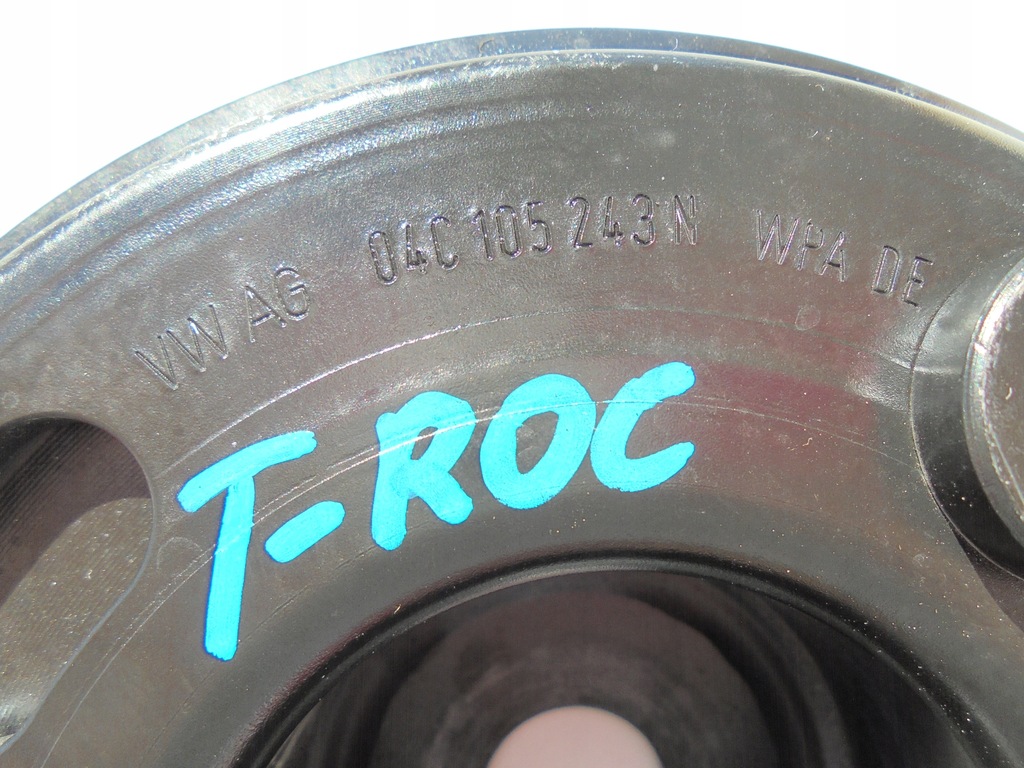 VW AG 04C 105 243 N WPA DE
T-ROC